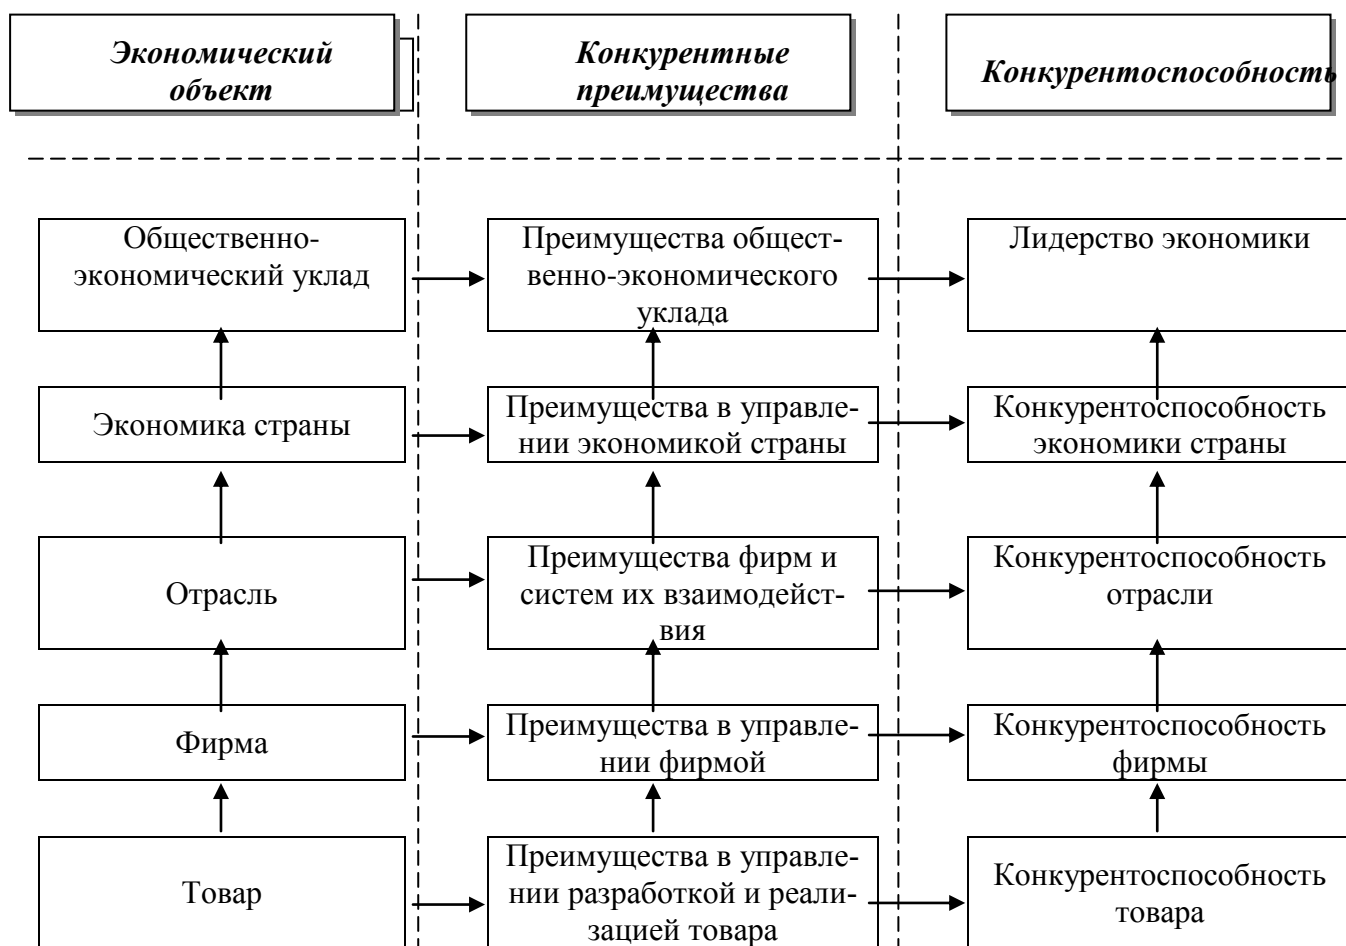 Экономический
объект
Конкурентные
преимущества
Конкурентоспособность
Общественно-
экономический уклад
Преимущества общест-
венно-экономического
уклада
Лидерство экономики
Экономика страны
Преимущества в управле-
нии экономикой страны
Конкурентоспособность
экономики страны
Отрасль
Преимущества фирм и
систем их взаимодейст-
вия
Конкурентоспособность
отрасли
Фирма
Преимущества в управле-
нии фирмой
Конкурентоспособность
фирмы
Товар
Преимущества в управле-
нии разработкой и реали-
зацией товара
Конкурентоспособность
товара